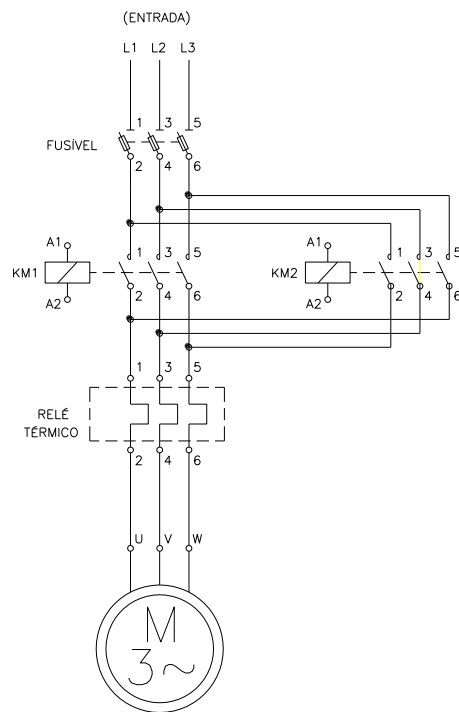 (ENTRADA)
L1 L2 L3
1 3 5
FUSÍVEL
2 4 6
A1 1 3 5 A1 1 3 5
KM1 KM2
A2 2 4 6 A2 2 4 6
1 3 5
RELÉ
TÉRMICO
2 4 6
U V W
M
3~